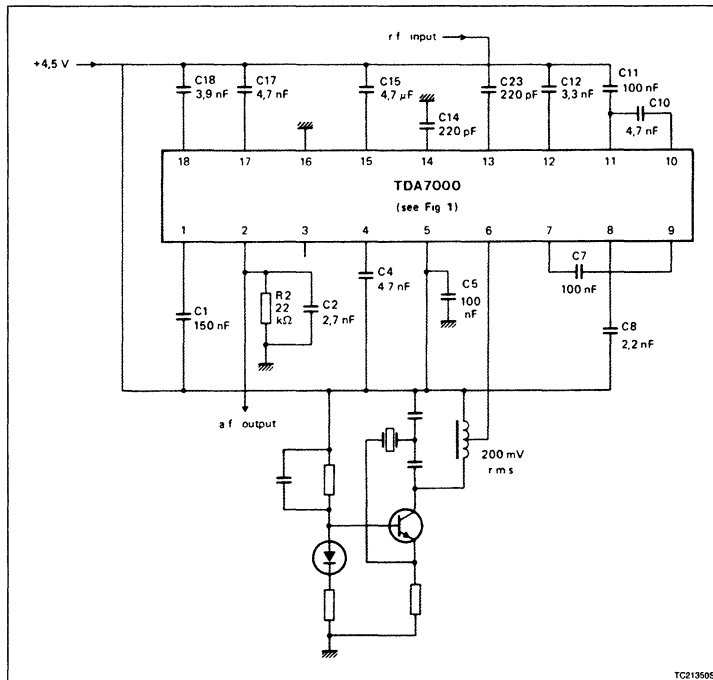 rf input
+4,5 V
C18
3,9 nF
C17
4,7 nF
C15
4,7 µF
C14
220 pF
C23
220 pF
C12
3,3 nF
C11
100 nF
C10
4,7 nF
18 17 16 15 14 13 12 11 10
TDA7000
(see Fig 1)
1 2 3 4 5 6 7 8 9
C1
150 nF
R2
22
kΩ
C2
2,7 nF
C4
4 7 nF
C5
100
nF
C7
100 nF
C8
2,2 nF
a f output
200 mV
r m s
TC21350S